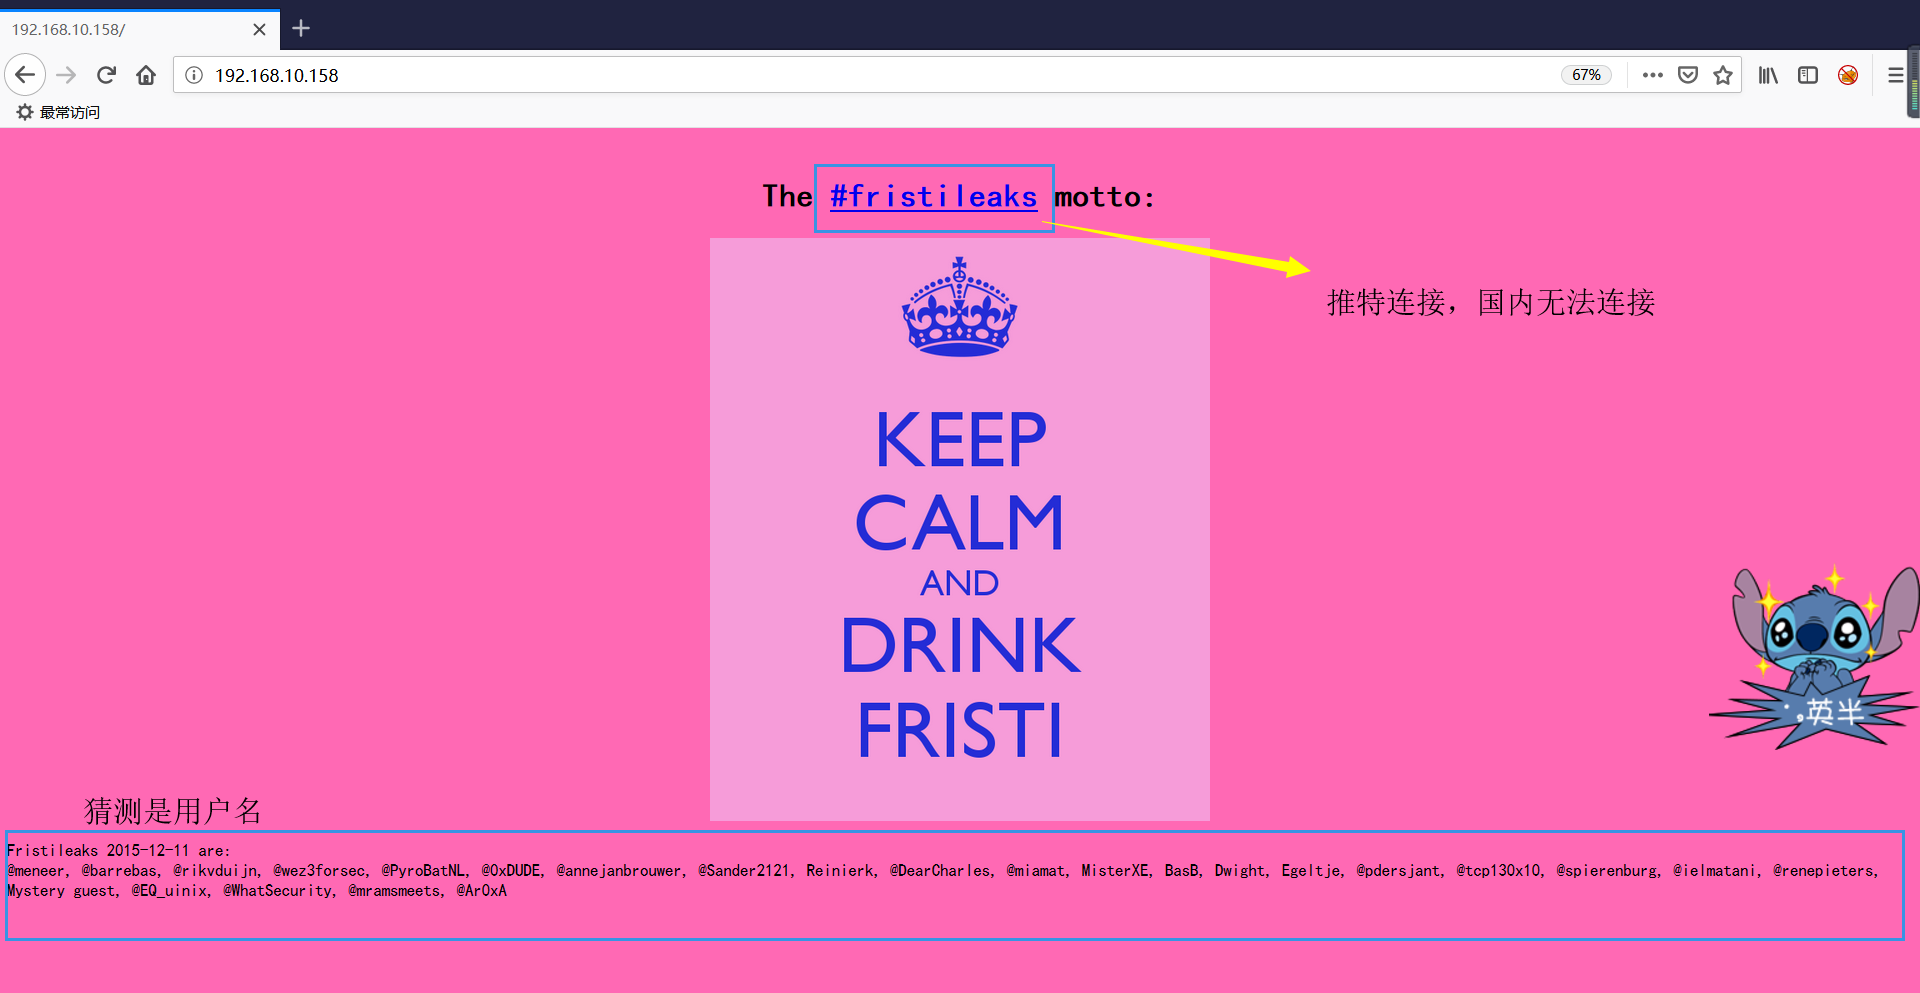 192.168.10.158/
192.168.10.158
67%
最常访问
The #fristileaks motto:
推特连接，国内无法连接
KEEP
CALM
AND
DRINK
FRISTI
英半
猜测是用户名
Fristileaks 2015-12-11 are:
@meneer, @barrebas, @rikvduijn, @wez3forsec, @PyroBatNL, @0xDUDE, @annejanbrouwer, @Sander2121, Reinierk, @DearCharles, @miamat, MisterXE, BasB, Dwight, Egeltje, @pdersjant, @tcp130x10, @spierenburg, @ielmatani, @renepieters,
Mystery guest, @EQ_uinix, @WhatSecurity, @mramsmeets, @Ar0xA